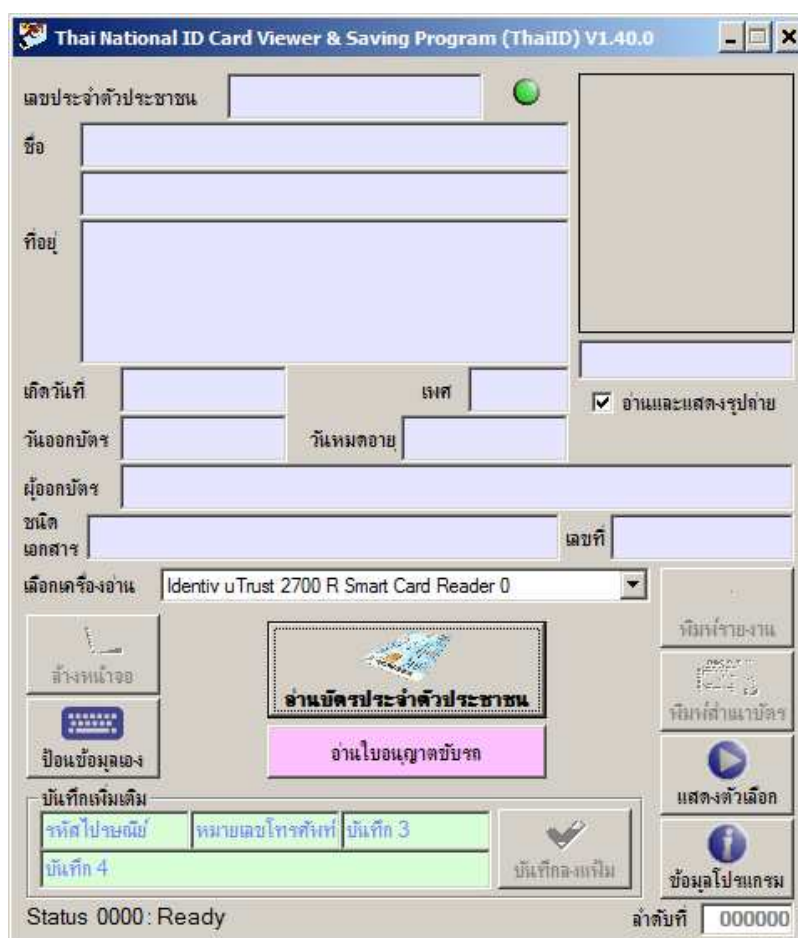 Thai National ID Card Viewer & Saving Program (ThaiID) V1.40.0
เลขประจำตัวประชาชน
ชื่อ
ที่อยู่
เกิดวันที่ เพศ
อ่านและแสดงรูปถ่าย
วันออกบัตร วันหมดอายุ
ผู้ออกบัตร
ชนิด
เอกสาร เลขที่
เลือกเครื่องอ่าน Identiv uTrust 2700 R Smart Card Reader 0
พิมพ์รายงาน
ล้างหน้าจอ
อ่านบัตรประจำตัวประชาชน
พิมพ์สำเนาบัตร
ป้อนข้อมูลเอง
อ่านใบอนุญาตขับรถ
แสดงตัวเลือก
บันทึกเพิ่มเติม
รหัสไปรษณีย์ หมายเลขโทรศัพท์ บันทึก 3
บันทึก 4
บันทึกลงแฟ้ม
ข้อมูลโปรแกรม
Status 0000: Ready ลำดับที่ 000000